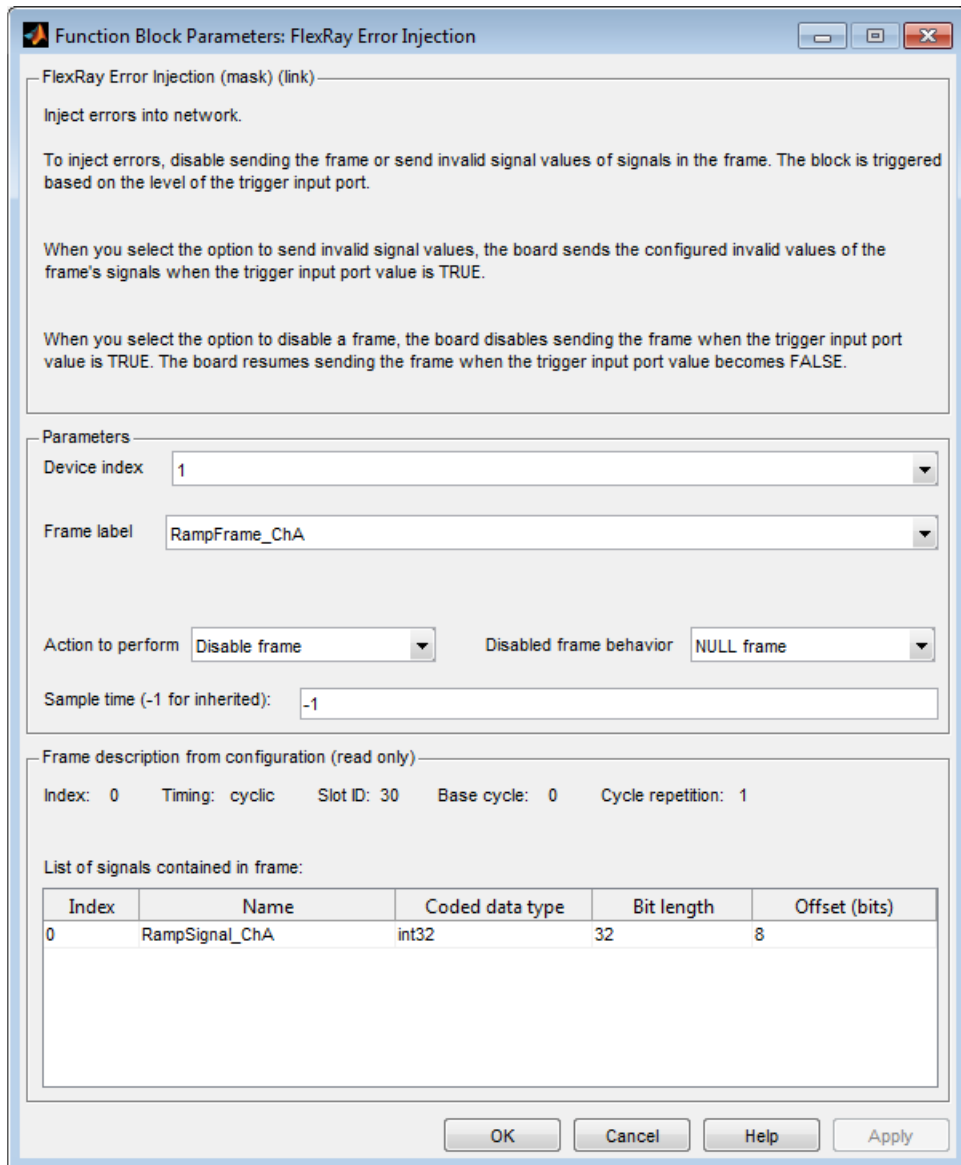 Function Block Parameters: FlexRay Error Injection
FlexRay Error Injection (mask) (link)
Inject errors into network.
To inject errors, disable sending the frame or send invalid signal values of signals in the frame. The block is triggered
based on the level of the trigger input port.
When you select the option to send invalid signal values, the board sends the configured invalid values of the
frame's signals when the trigger input port value is TRUE.
When you select the option to disable a frame, the board disables sending the frame when the trigger input port
value is TRUE. The board resumes sending the frame when the trigger input port value becomes FALSE.
Parameters
Device index 1
Frame label RampFrame_ChA
Action to perform Disable frame Disabled frame behavior NULL frame
Sample time (-1 for inherited): -1
Frame description from configuration (read only)
Index: 0 Timing: cyclic Slot ID: 30 Base cycle: 0 Cycle repetition: 1
List of signals contained in frame:
Index Name Coded data type Bit length Offset (bits)
0 RampSignal_ChA int32 32 8
OK Cancel Help Apply